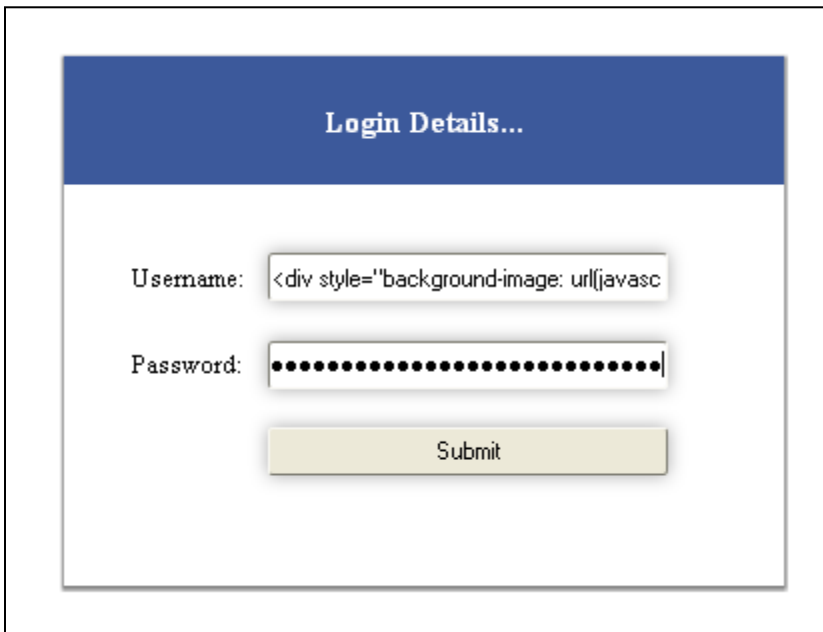 Login Details...
Username: <div style="background-image: url(javasc
Password: ●●●●●●●●●●●●●●●●●●●●●●●●●●●●
Submit